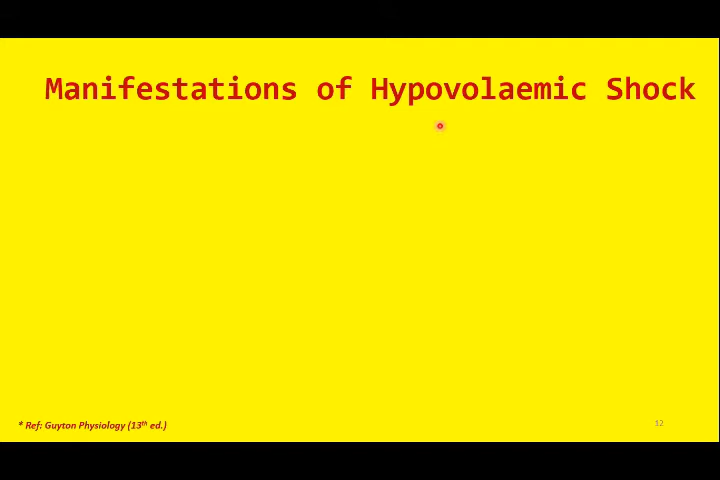 Manifestations of Hypovolaemic Shock
* Ref: Guyton Physiology (13th ed.)
12